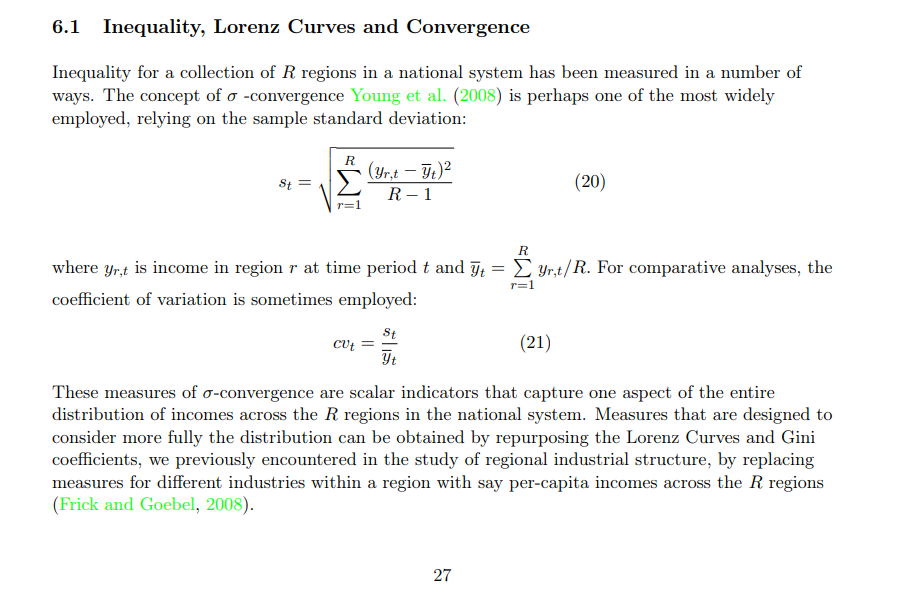 6.1 Inequality, Lorenz Curves and Convergence
Inequality for a collection of R regions in a national system has been measured in a number of
ways. The concept of σ -convergence Young et al. (2008) is perhaps one of the most widely
employed, relying on the sample standard deviation:
s_t = \sqrt{\sum_{r=1}^{R} \frac{(y_{r,t} - \overline{y}_t)^2}{R - 1}} (20)
where y_{r,t} is income in region r at time period t and \overline{y}_t = \sum_{r=1}^{R} y_{r,t}/R. For comparative analyses, the
coefficient of variation is sometimes employed:
cv_t = \frac{s_t}{\overline{y}_t} (21)
These measures of σ-convergence are scalar indicators that capture one aspect of the entire
distribution of incomes across the R regions in the national system. Measures that are designed to
consider more fully the distribution can be obtained by repurposing the Lorenz Curves and Gini
coefficients, we previously encountered in the study of regional industrial structure, by replacing
measures for different industries within a region with say per-capita incomes across the R regions
(Frick and Goebel, 2008).
27